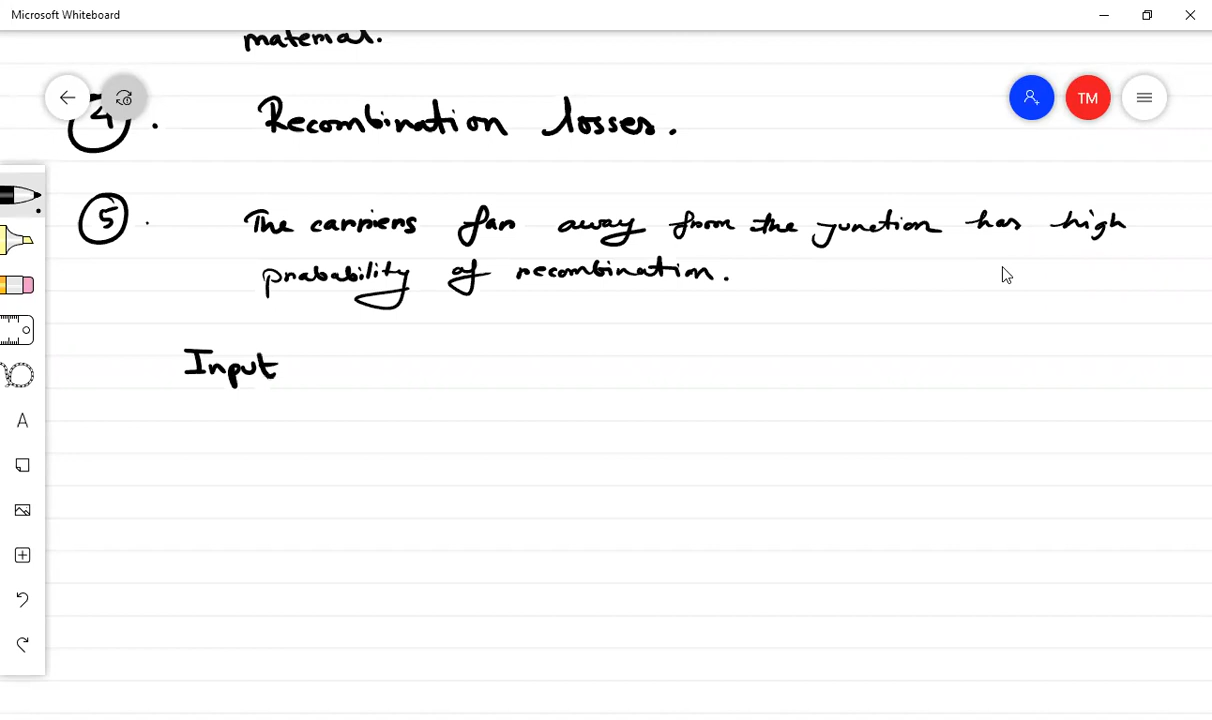 Microsoft Whiteboard
material.
4. Recombination losses.
TM
5. The carriers far away from the junction has high
probability of recombination.
Input
A